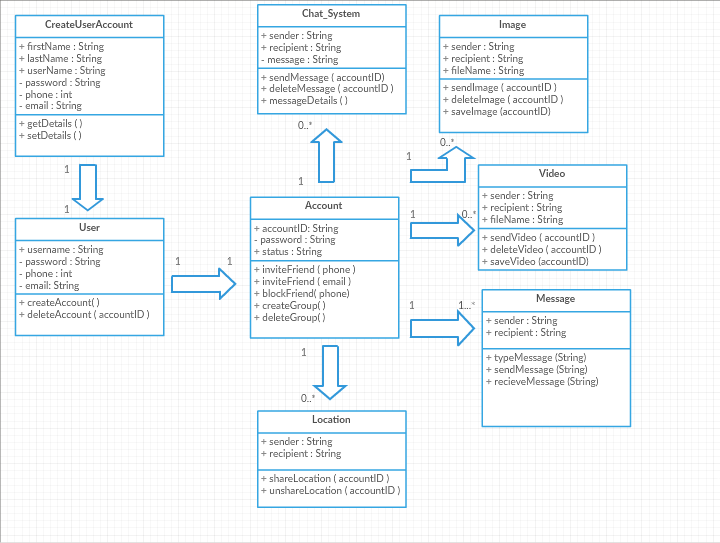 CreateUserAccount
+ firstName : String
+ lastName : String
+ userName : String
- password : String
- phone : int
- email : String
+ getDetails ( )
+ setDetails ( )
1
1
User
+ username : String
- password : String
- phone : int
- email: String
+ createAccount( )
+ deleteAccount ( accountID )
1
1
Chat_System
+ sender : String
+ recipient : String
- message : String
+ sendMessage ( accountID)
+ deleteMessage ( accountID )
+ messageDetails ( )
0..*
1
Account
+ accountID: String
- password : String
+ status : String
+ inviteFriend ( phone )
+ inviteFriend ( email )
+ blockFriend( phone)
+ createGroup( )
+ deleteGroup( )
1
0..*
Location
+ sender : String
+ recipient : String
+ shareLocation ( accountID )
+ unshareLocation ( accountID )
Image
+ sender : String
+ recipient : String
+ fileName : String
+ sendImage ( accountID )
+ deleteImage ( accountID )
+ saveImage (accountID)
0..*
1
Video
+ sender : String
+ recipient : String
+ fileName : String
+ sendVideo ( accountID )
+ deleteVideo ( accountID )
+ saveVideo (accountID)
1
0..*
Message
+ sender : String
+ recipient : String
+ typeMessage (String)
+ sendMessage (String)
+ recieveMessage (String)
1
1...*